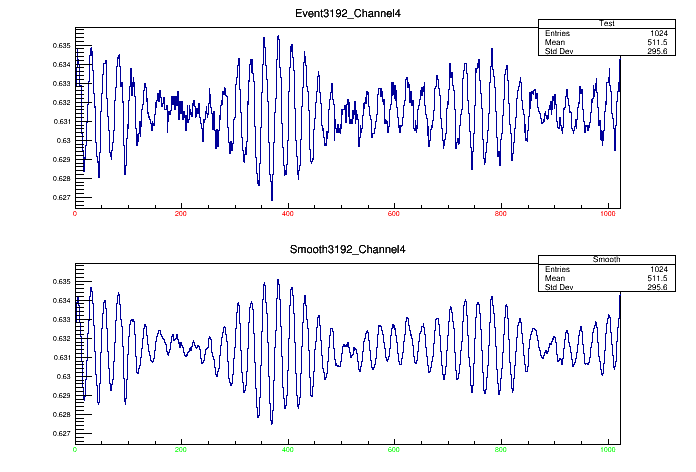 Event3192_Channel4
Test
Entries 1024
Mean 511.5
Std Dev 295.6
0.635
0.634
0.633
0.632
0.631
0.63
0.629
0.628
0.627
0 200 400 600 800 1000
Smooth3192_Channel4
Smooth
Entries 1024
Mean 511.5
Std Dev 295.6
0.635
0.634
0.633
0.632
0.631
0.63
0.629
0.628
0.627
0 200 400 600 800 1000